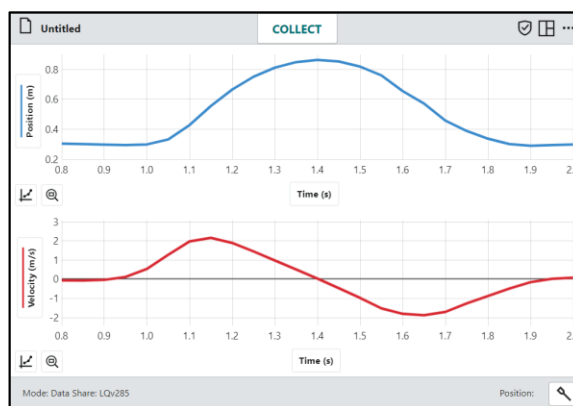 Untitled
COLLECT
Position (m)
0.8
0.6
0.4
0.2
0.8 0.9 1.0 1.1 1.2 1.3 1.4 1.5 1.6 1.7 1.8 1.9 2.
Time (s)
Velocity (m/s)
3
2
1
0
-1
-2
0.8 0.9 1.0 1.1 1.2 1.3 1.4 1.5 1.6 1.7 1.8 1.9 2.
Time (s)
Mode: Data Share: LQv285 Position: